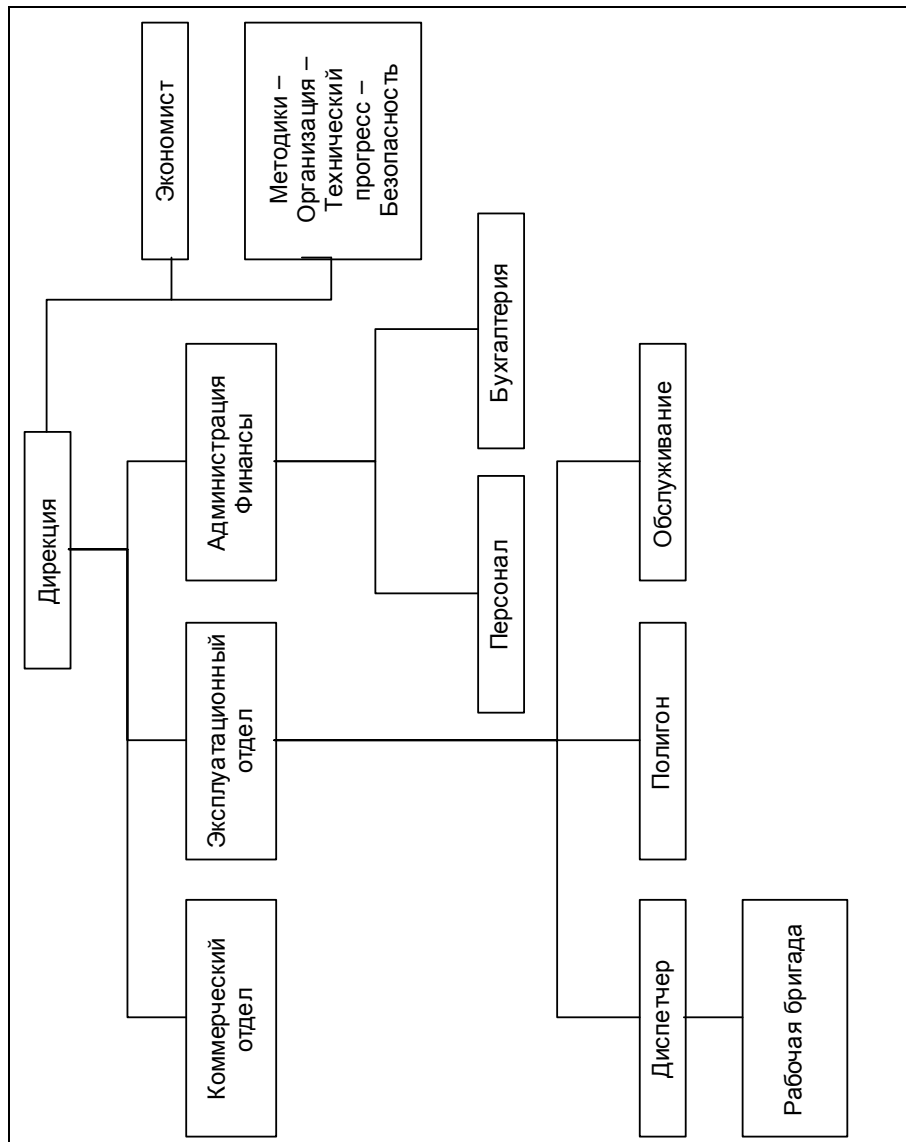 Дирекция
Экономист
Методики –
Организация –
Технический
прогресс –
Безопасность
Коммерческий
отдел
Эксплуатационный
отдел
Администрация
Финансы
Персонал
Бухгалтерия
Диспетчер
Полигон
Обслуживание
Рабочая бригада